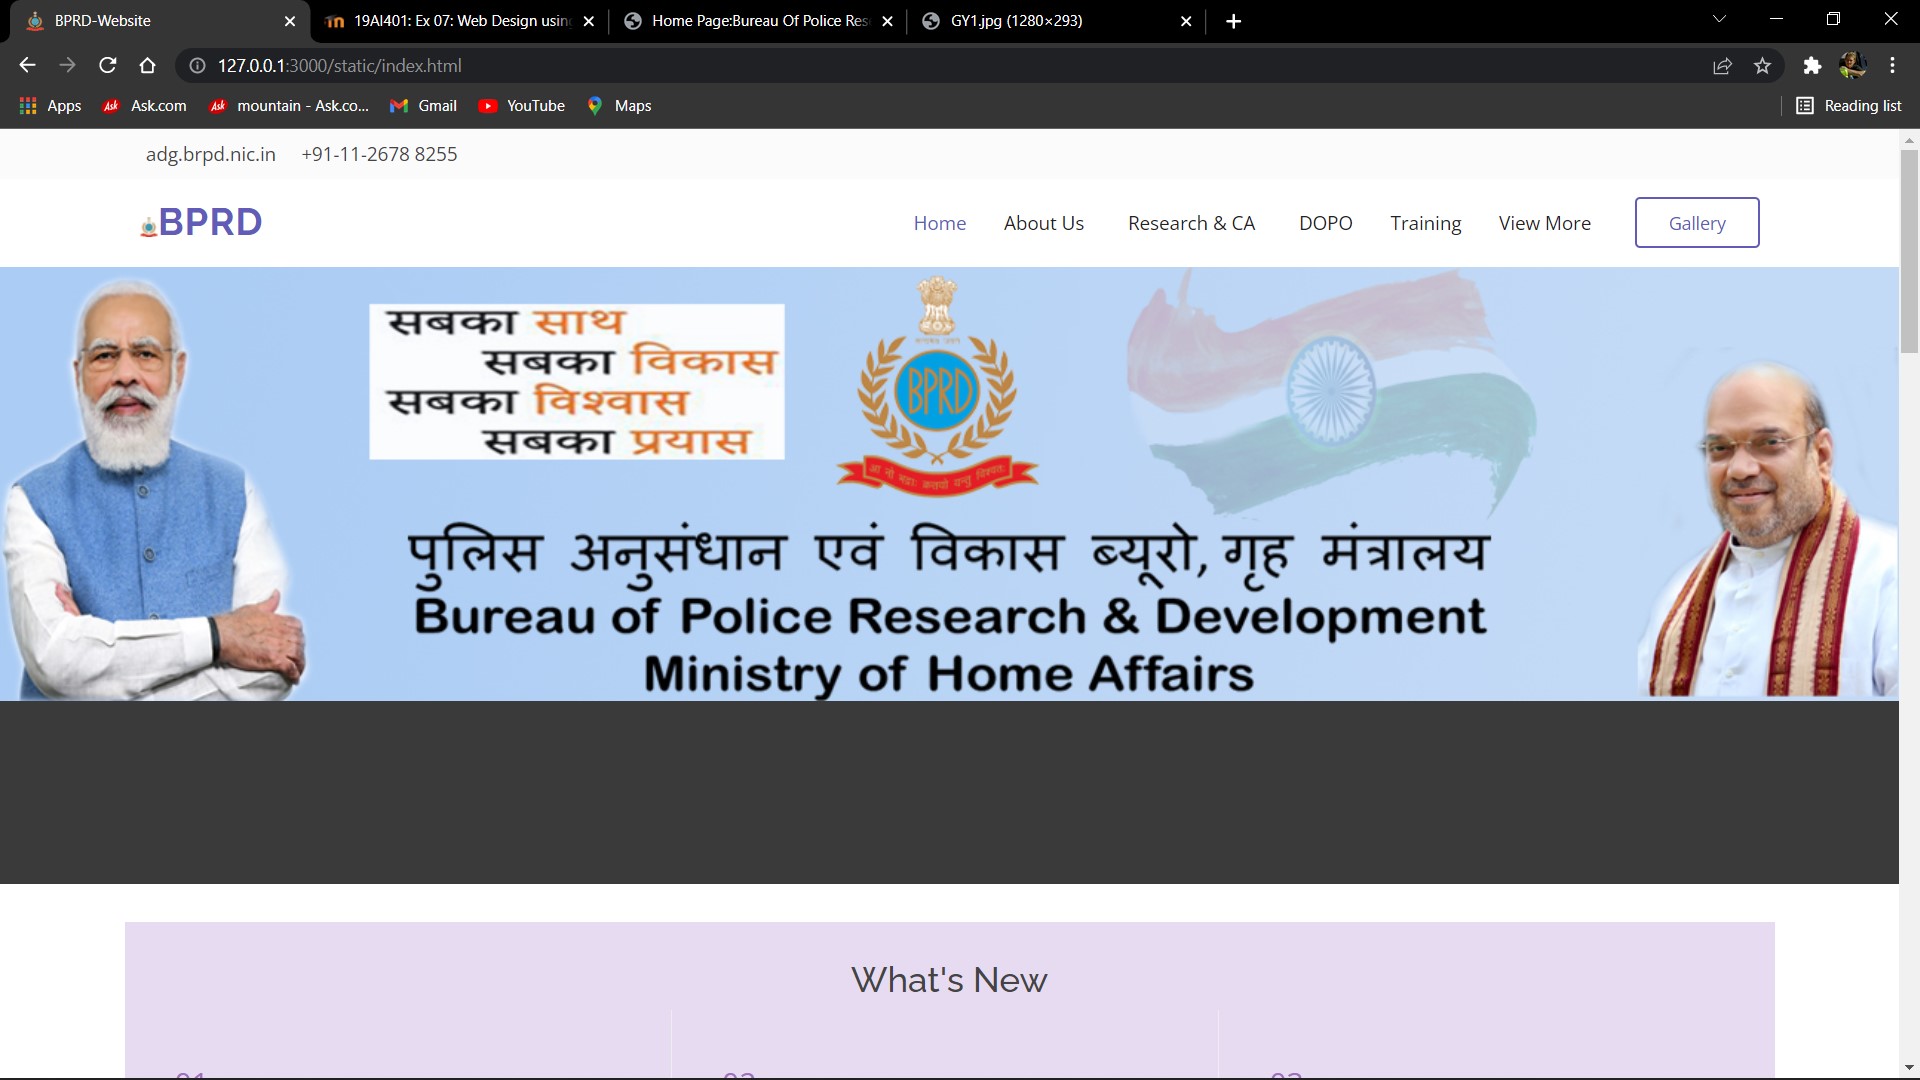 BPRD-Website
19AI401: Ex 07: Web Design usin
Home Page:Bureau Of Police Res
GY1.jpg (1280×293)
127.0.0.1:3000/static/index.html
Apps
Ask
Ask.com
Ask
mountain - Ask.co...
Gmail
YouTube
Maps
Reading list
adg.brpd.nic.in
+91-11-2678 8255
BPRD
Home
About Us
Research & CA
DOPO
Training
View More
Gallery
सबका साथ
सबका विकास
सबका विश्वास
सबका प्रयास
BPRD
पुलिस अनुसंधान एवं विकास ब्यूरो, गृह मंत्रालय
Bureau of Police Research & Development
Ministry of Home Affairs
What's New